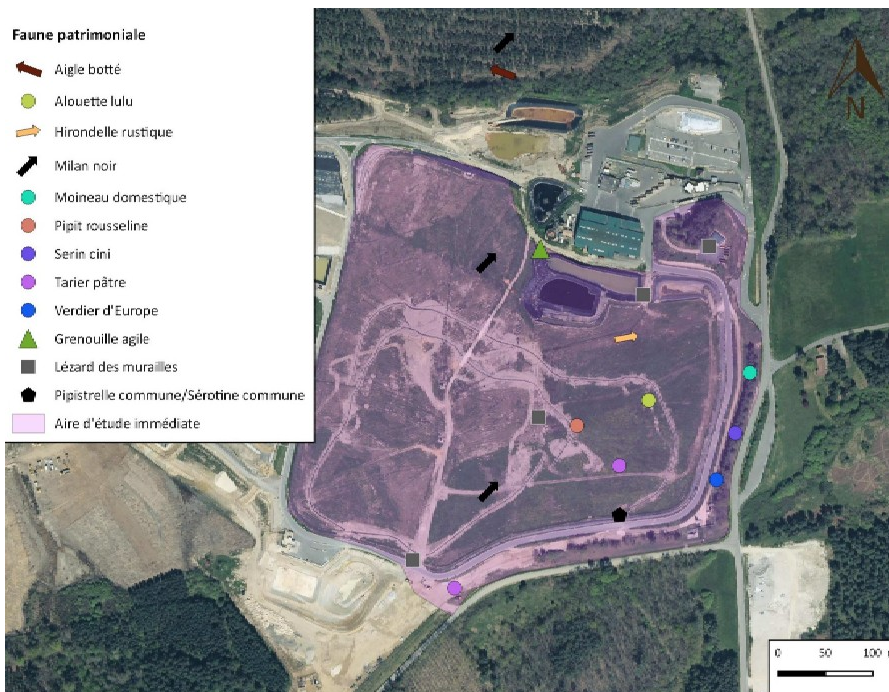 Faune patrimoniale
Aigle botté
Alouette lulu
Hirondelle rustique
Milan noir
Moineau domestique
Pipit rousseline
Serin cini
Tarier pâtre
Verdier d'Europe
Grenouille agile
Lézard des murailles
Pipistrelle commune/Sérotine commune
Aire d'étude immédiate
N
0 50 100